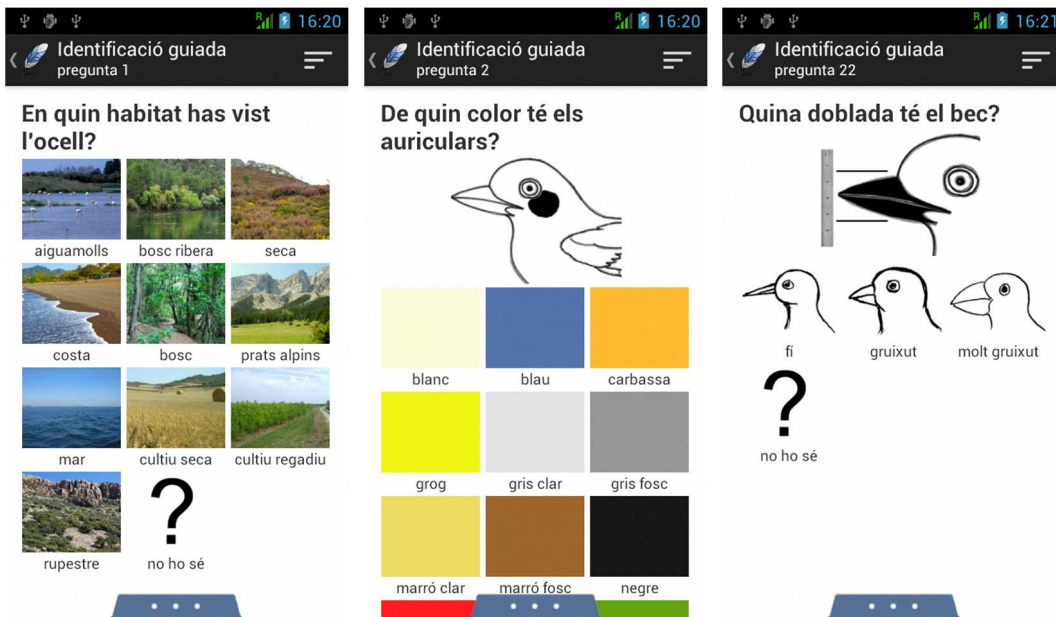 R 16:20
Identificació guiada
pregunta 1
En quin habitat has vist
l'ocell?
aiguamolls bosc ribera seca
costa bosc prats alpins
mar cultiu seca cultiu regadiu
rupestre no ho sé
R 16:20
Identificació guiada
pregunta 2
De quin color té els
auriculars?
blanc blau carbassa
grog gris clar gris fosc
marró clar marró fosc negre
R 16:21
Identificació guiada
pregunta 22
Quina doblada té el bec?
fí gruixut molt gruixut
no ho sé